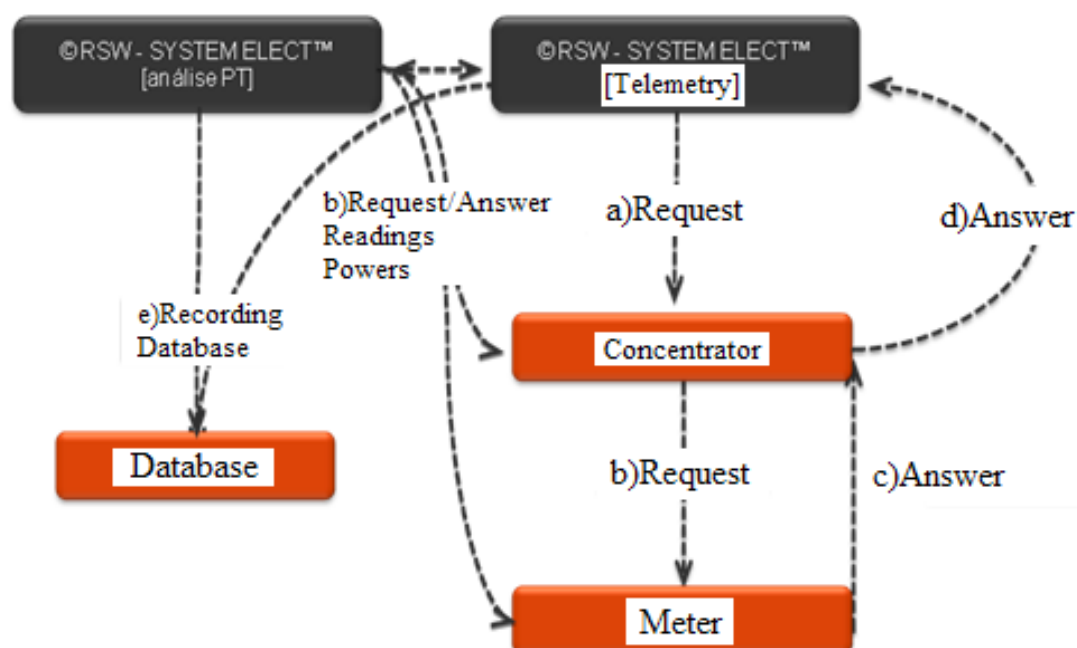 ©RSW - SYSTEM ELECT™
[análise PT]
©RSW - SYSTEM ELECT™
[Telemetry]
b)Request/Answer
Readings
Powers
a)Request
d)Answer
e)Recording
Database
Concentrator
Database
b)Request
c)Answer
Meter